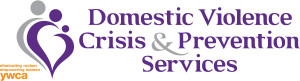 Domestic Violence
Crisis & Prevention
Services
eliminating racism
empowering women
ywca